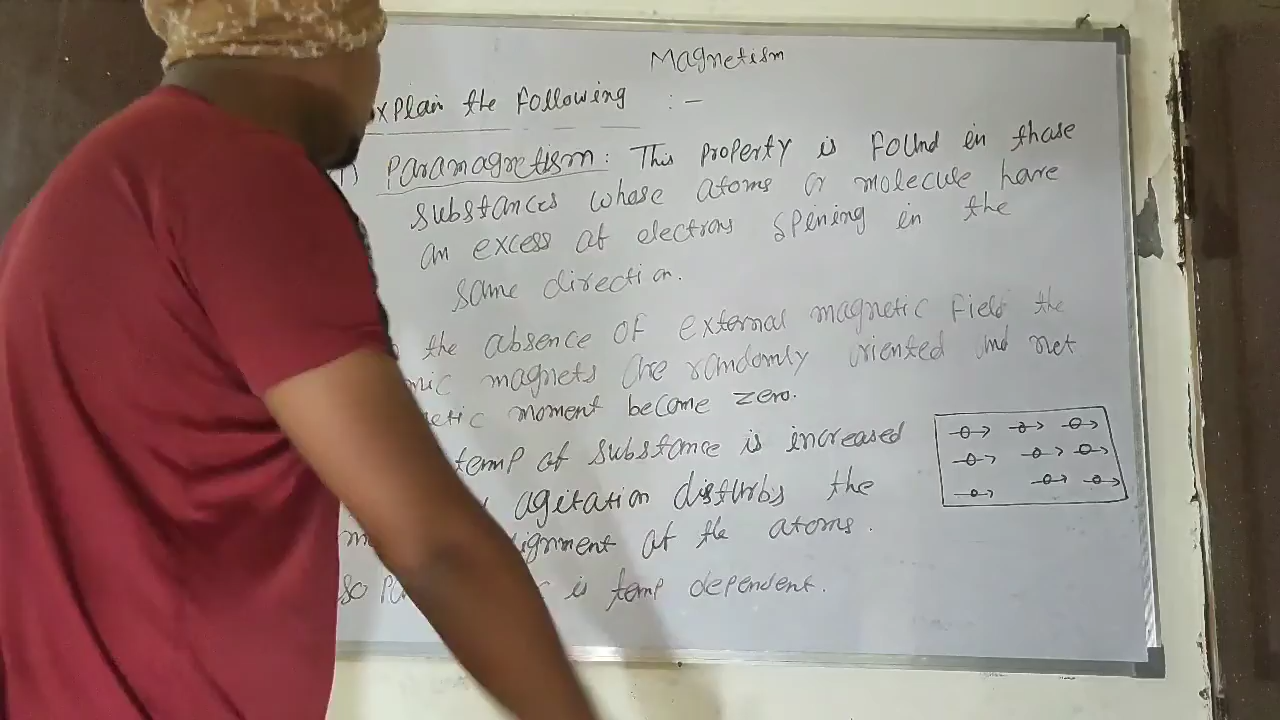 Magnetism
xplain the Following :-
1) Paramagnetism: This property is found in those
substances whose atoms or molecule have
an excess of electrons spining in the
same direction.
the absence of external magnetic field the
mic magnets are randomly oriented and net
etic moment become zero.
temp of substance is increased
agitation disturbs the
ignment of the atoms.
so is temp dependent.